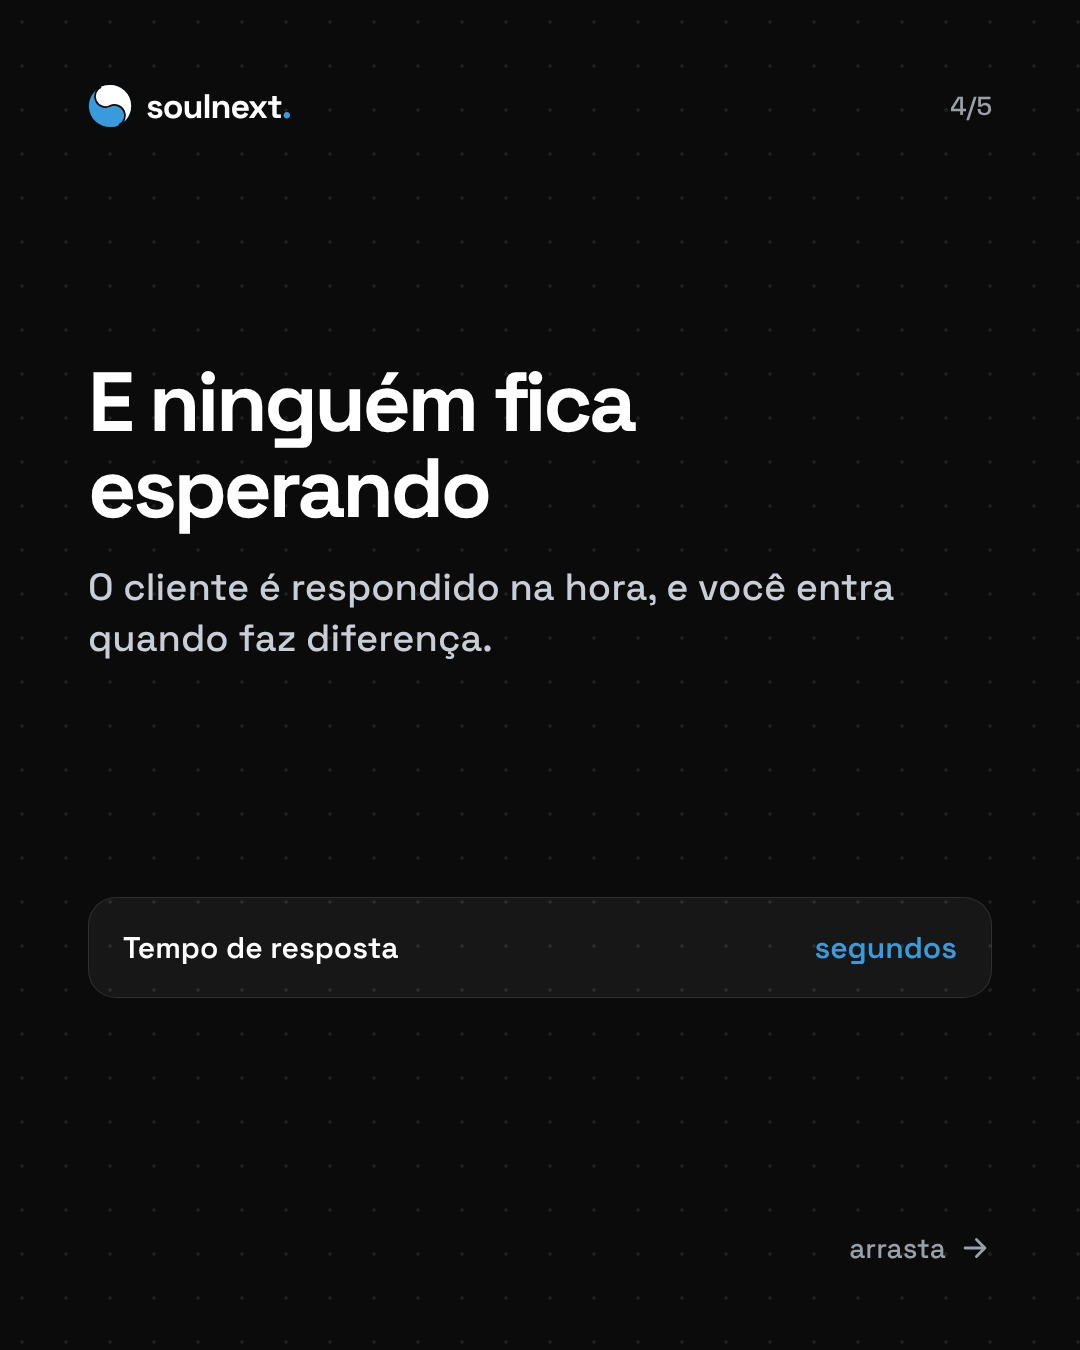 soulnext.
4/5
E ninguém fica
esperando
O cliente é respondido na hora, e você entra
quando faz diferença.
Tempo de resposta
segundos
arrasta →